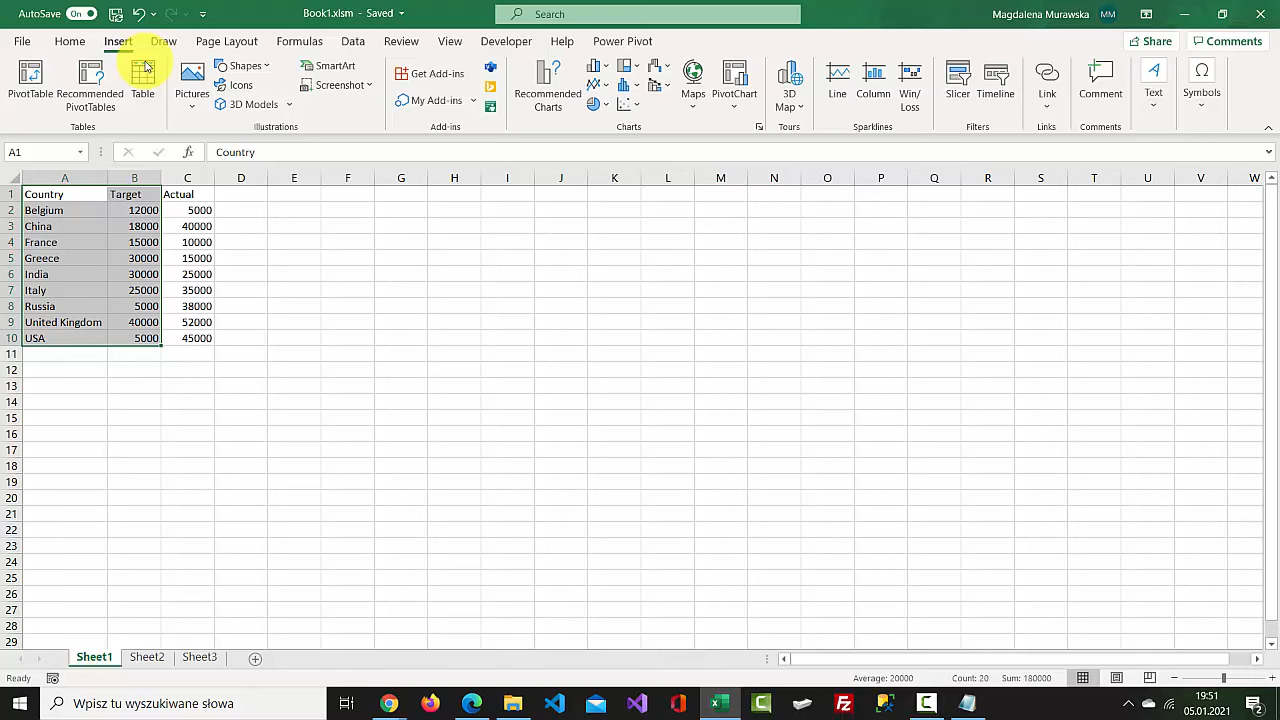 AutoSave On Book1.xlsm - Saved Search Magdalena Murawska MM
File Home Insert Draw Page Layout Formulas Data Review View Developer Help Power Pivot Share Comments
PivotTable Recommended PivotTables Table Pictures Shapes Icons 3D Models SmartArt Screenshot Get Add-ins My Add-ins Recommended Charts Maps PivotChart 3D Map Line Column Win/Loss Slicer Timeline Link Comment Text Symbols
Tables Illustrations Add-ins Charts Tours Sparklines Filters Links Comments
A1 fx Country
A B C D E F G H I J K L M N O P Q R S T U V W
1 Country Target Actual
2 Belgium 12000 5000
3 China 18000 40000
4 France 15000 10000
5 Greece 30000 15000
6 India 30000 25000
7 Italy 25000 35000
8 Russia 5000 38000
9 United Kingdom 40000 52000
10 USA 5000 45000
11
12
13
14
15
16
17
18
19
20
21
22
23
24
25
26
27
28
29
Sheet1 Sheet2 Sheet3
Ready Average: 20000 Count: 20 Sum: 180000
Wpisz tu wyszukiwane słowa 19:51
05.01.2021 2